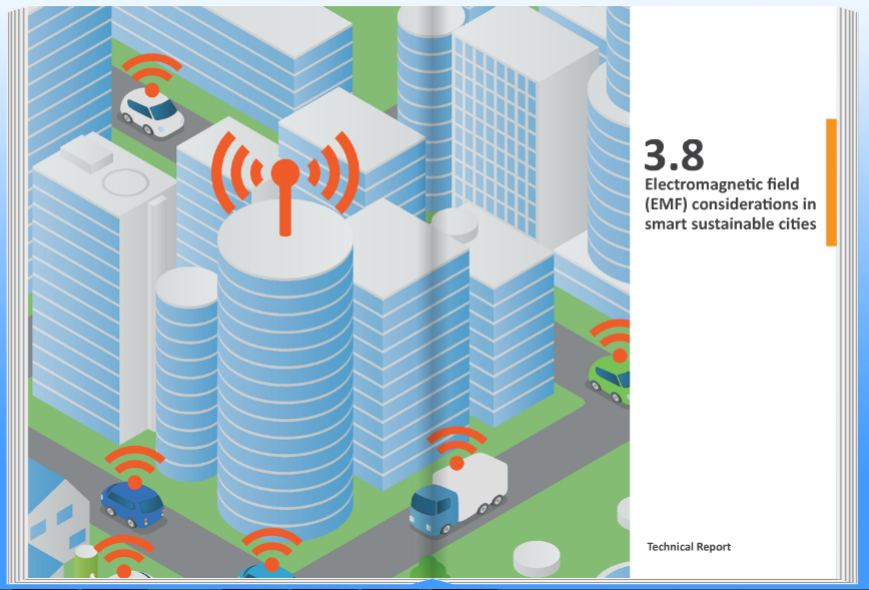 3.8
Electromagnetic field
(EMF) considerations in
smart sustainable cities
Technical Report